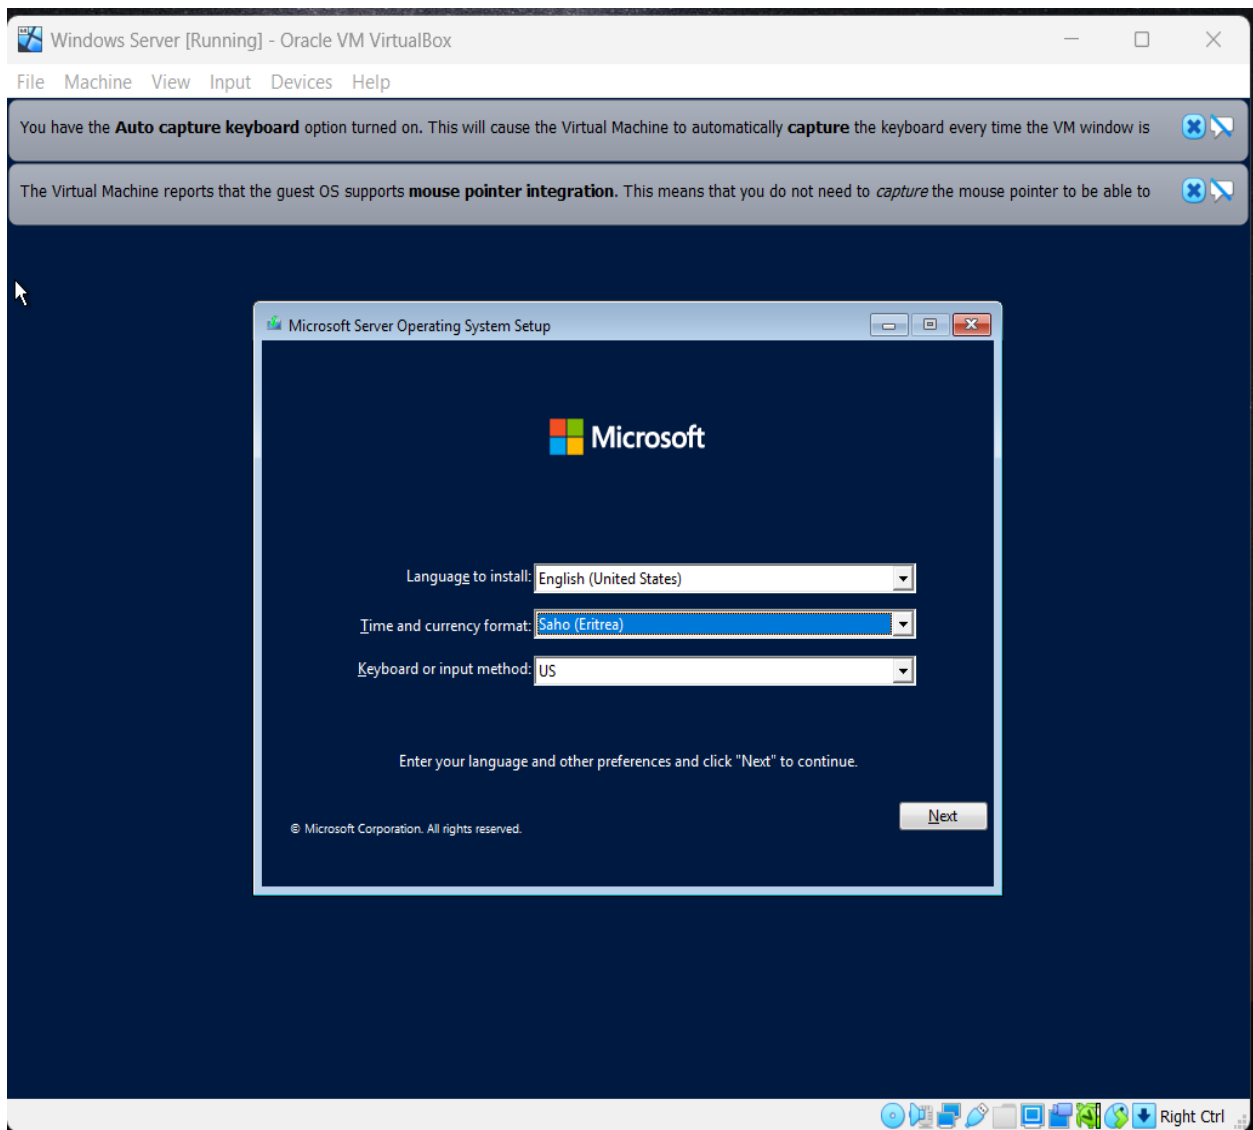 Windows Server [Running] - Oracle VM VirtualBox
File Machine View Input Devices Help
You have the Auto capture keyboard option turned on. This will cause the Virtual Machine to automatically capture the keyboard every time the VM window is
The Virtual Machine reports that the guest OS supports mouse pointer integration. This means that you do not need to capture the mouse pointer to be able to
Microsoft Server Operating System Setup
Microsoft
Language to install: English (United States)
Time and currency format: Saho (Eritrea)
Keyboard or input method: US
Enter your language and other preferences and click "Next" to continue.
Next
© Microsoft Corporation. All rights reserved.
Right Ctrl